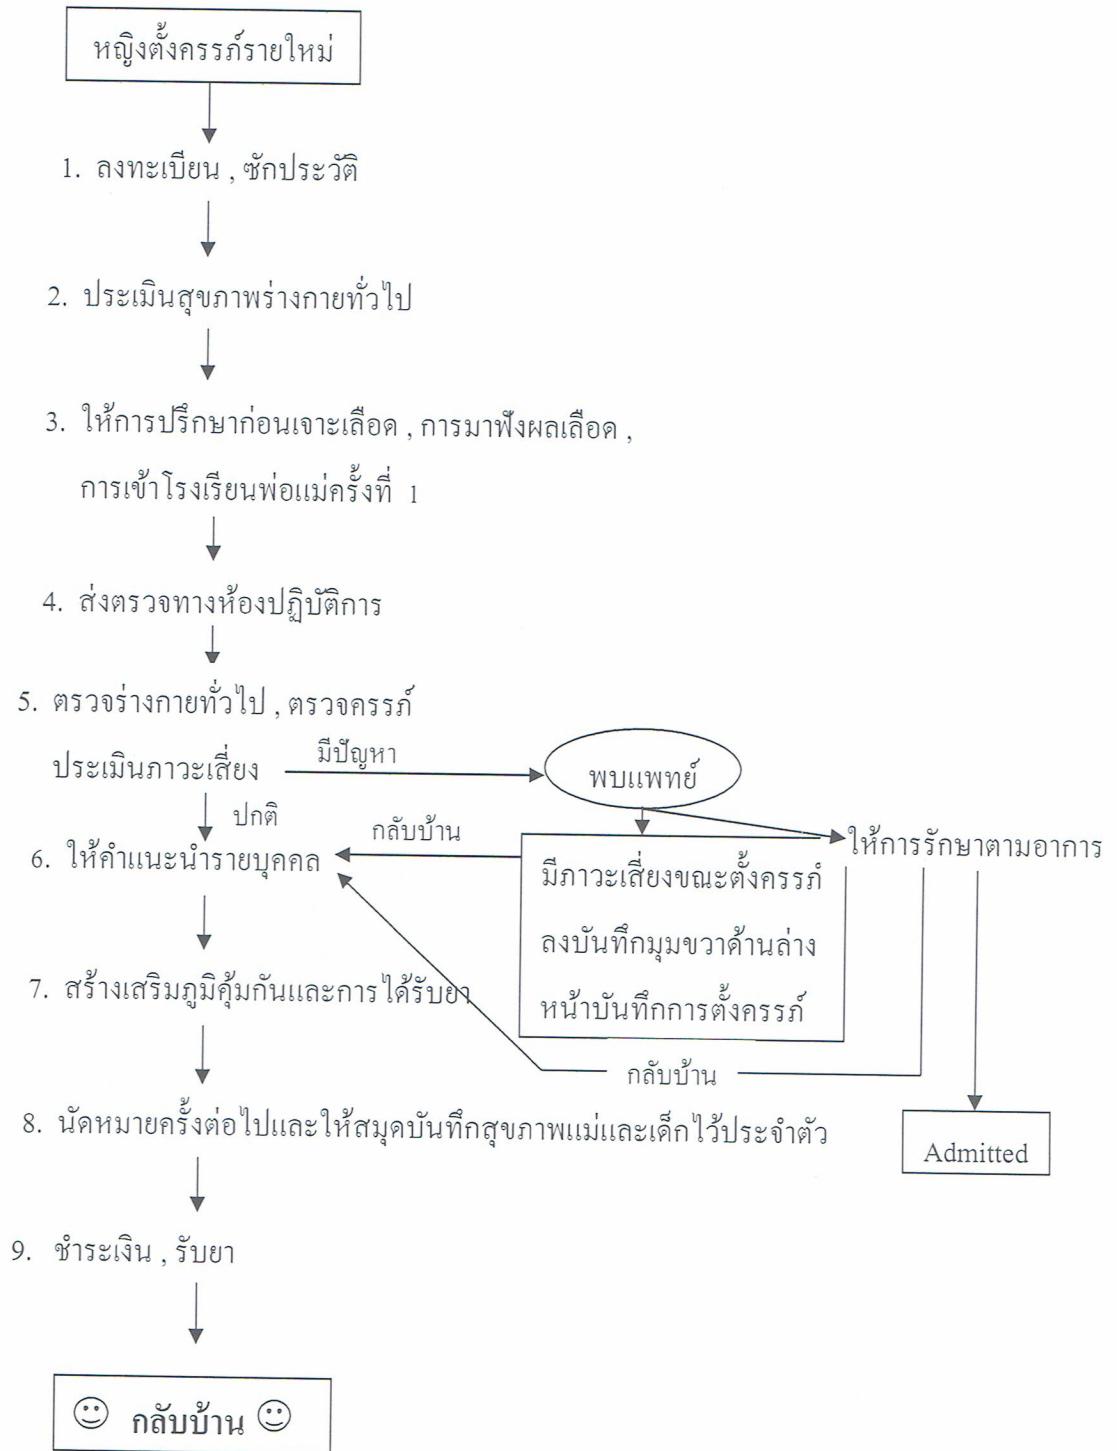 หญิงตั้งครรภ์รายใหม่
1. ลงทะเบียน , ซักประวัติ
2. ประเมินสุขภาพร่างกายทั่วไป
3. ให้การปรึกษาก่อนเจาะเลือด , การมาฟังผลเลือด ,
การเข้าโรงเรียนพ่อแม่ครั้งที่ 1
4. ส่งตรวจทางห้องปฏิบัติการ
5. ตรวจร่างกายทั่วไป , ตรวจครรภ์
ประเมินภาวะเสี่ยง
มีปัญหา
พบแพทย์
ปกติ
กลับบ้าน
ให้การรักษาตามอาการ
6. ให้คำแนะนำรายบุคคล
มีภาวะเสี่ยงขณะตั้งครรภ์
ลงบันทึกมุมขวาด้านล่าง
หน้าบันทึกการตั้งครรภ์
7. สร้างเสริมภูมิคุ้มกันและการได้รับยา
กลับบ้าน
8. นัดหมายครั้งต่อไปและให้สมุดบันทึกสุขภาพแม่และเด็กไว้ประจำตัว
Admitted
9. ชำระเงิน , รับยา
☺ กลับบ้าน ☺